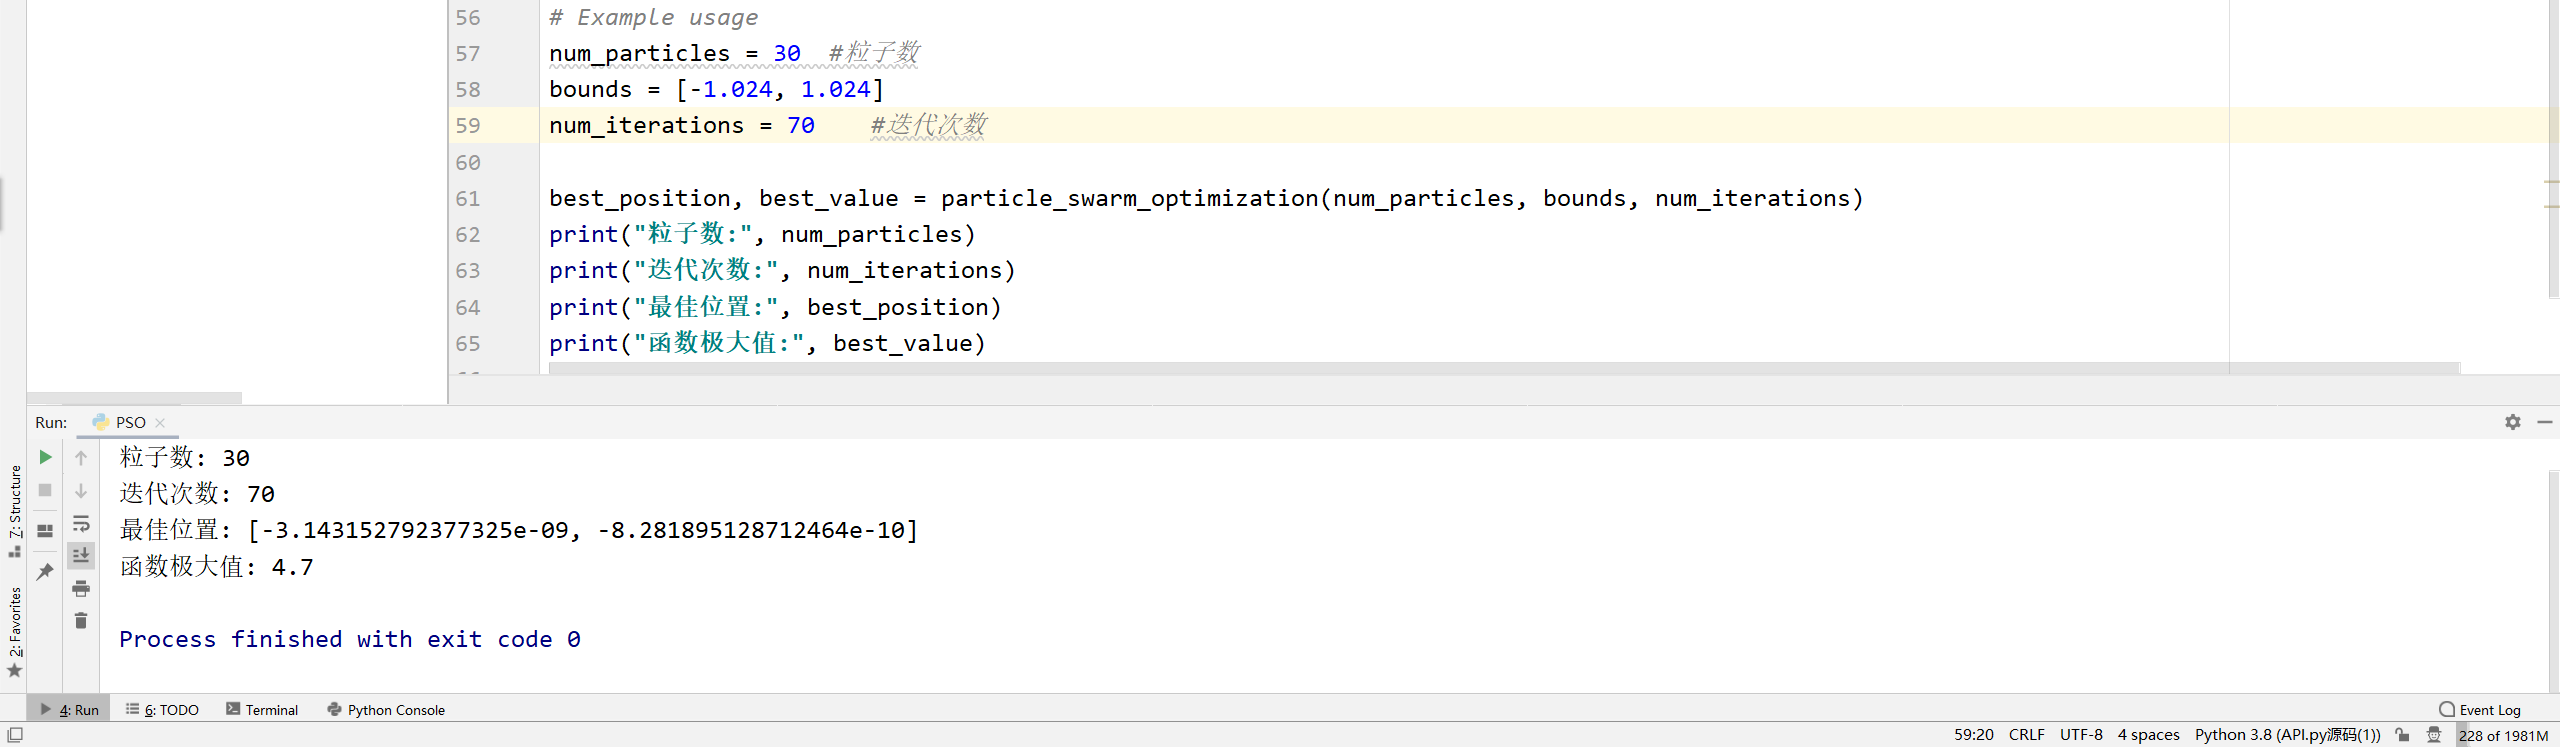 56 # Example usage
57 num_particles = 30  #粒子数
58 bounds = [-1.024, 1.024]
59 num_iterations = 70    #迭代次数
60
61 best_position, best_value = particle_swarm_optimization(num_particles, bounds, num_iterations)
62 print("粒子数:", num_particles)
63 print("迭代次数:", num_iterations)
64 print("最佳位置:", best_position)
65 print("函数极大值:", best_value)
Run: PSO
粒子数: 30
迭代次数: 70
最佳位置: [-3.143152792377325e-09, -8.281895128712464e-10]
函数极大值: 4.7
Process finished with exit code 0
7: Structure
2: Favorites
4: Run 6: TODO Terminal Python Console Event Log
59:20 CRLF UTF-8 4 spaces Python 3.8 (API.py源码(1)) 228 of 1981M